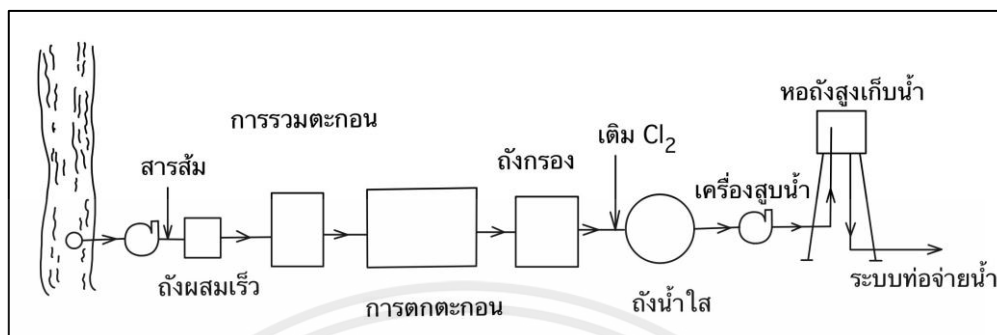 การรวมตะกอน
สารส้ม
ถังผสมเร็ว
การตกตะกอน
ถังกรอง
เติม Cl₂
ถังน้ำใส
เครื่องสูบน้ำ
หอถังสูงเก็บน้ำ
ระบบท่อจ่ายน้ำ